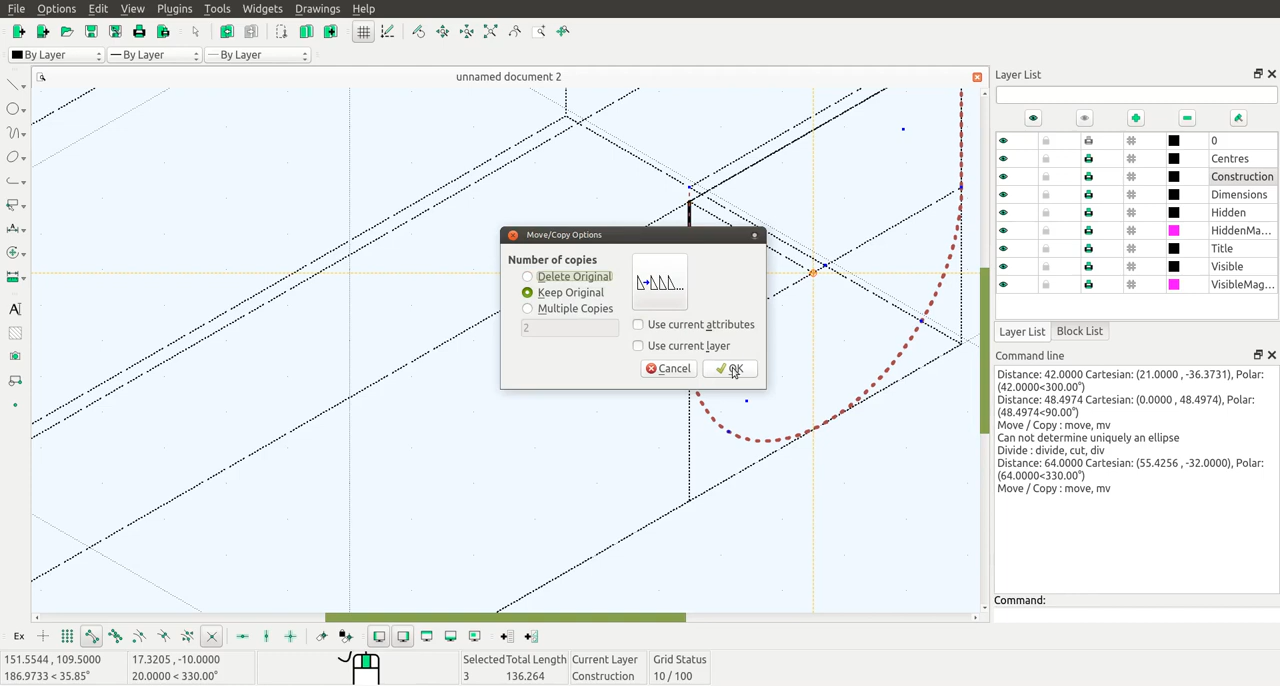 File Options Edit View Plugins Tools Widgets Drawings Help
By Layer By Layer By Layer
unnamed document 2
Layer List
0
Centres
Construction
Dimensions
Hidden
HiddenMa...
Title
Visible
VisibleMag...
Layer List Block List
Move/Copy Options
Number of copies
Delete Original
Keep Original
Multiple Copies
2
Use current attributes
Use current layer
Cancel OK
Command line
Distance: 42.0000 Cartesian: (21.0000 , -36.3731), Polar:
(42.0000<300.00°)
Distance: 48.4974 Cartesian: (0.0000 , 48.4974), Polar:
(48.4974<90.00°)
Move / Copy : move, mv
Can not determine uniquely an ellipse
Divide : divide, cut, div
Distance: 64.0000 Cartesian: (55.4256 , -32.0000), Polar:
(64.0000<330.00°)
Move / Copy : move, mv
Command:
Ex
151.5544 , 109.5000
186.9733 < 35.85°
17.3205 , -10.0000
20.0000 < 330.00°
Selected Total Length
3 136.264
Current Layer
Construction
Grid Status
10 / 100